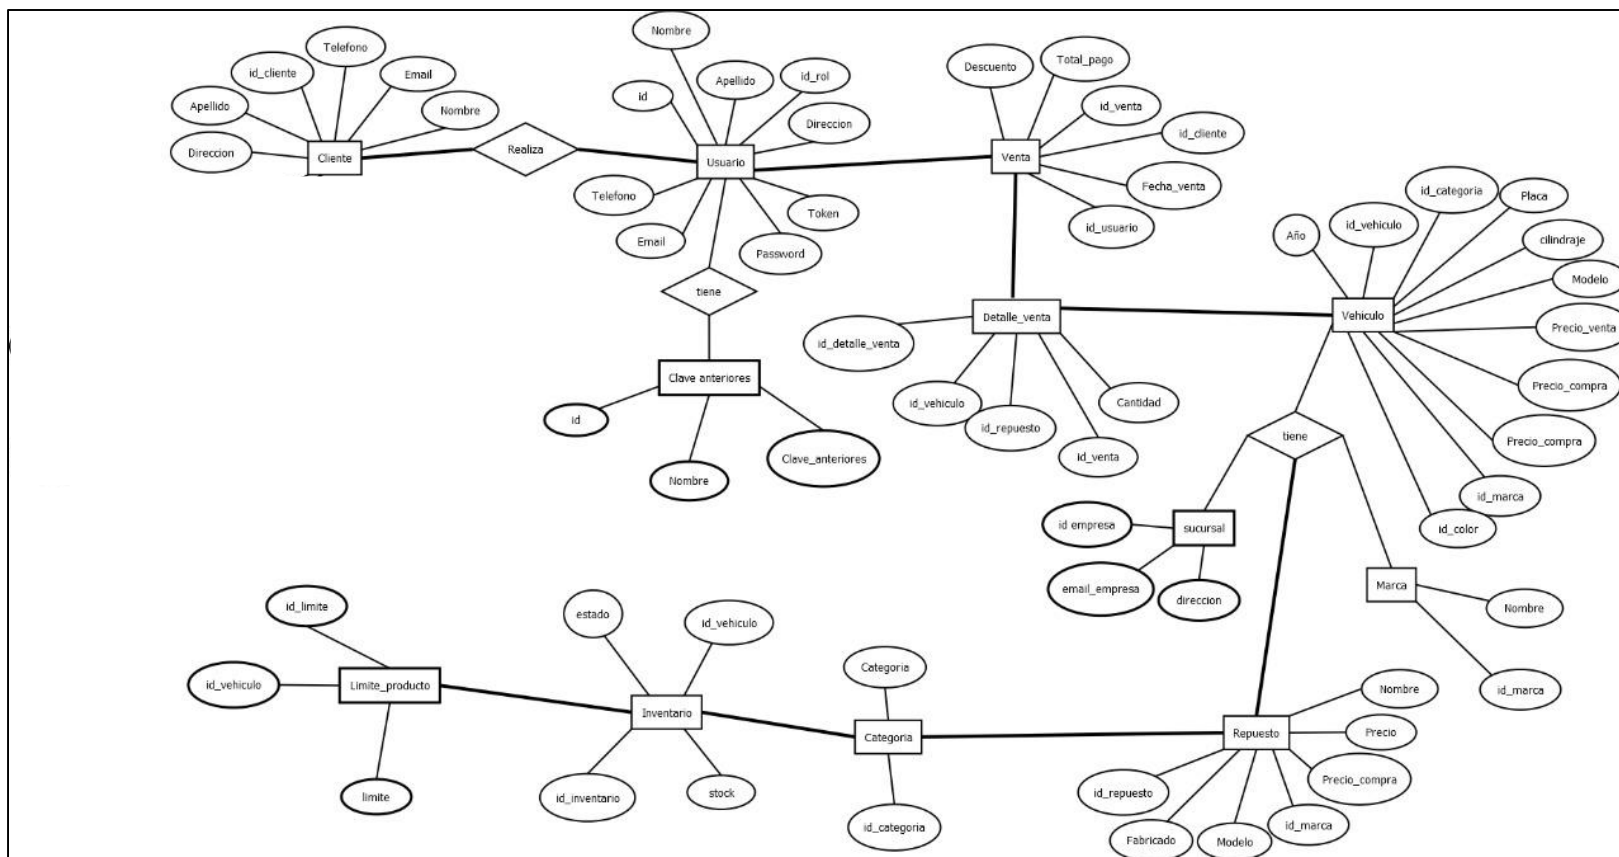 Nombre
Telefono
id_cliente
Email
Apellido
Nombre
Direccion
Cliente
Realiza
Apellido
id_rol
id
Direccion
Usuario
Telefono
Token
Email
Password
Descuento
Total_pago
id_venta
id_cliente
Venta
Fecha_venta
id_usuario
id_categoria
Placa
id_vehiculo
Año
cilindraje
Modelo
Vehiculo
Precio_venta
Precio_compra
Precio_compra
id_marca
id_color
tiene
Clave anteriores
id
Clave_anteriores
Nombre
Detalle_venta
id_detalle_venta
id_vehiculo
Cantidad
id_repuesto
id_venta
tiene
id empresa
sucursal
email_empresa
direccion
Marca
Nombre
id_marca
id_limite
id_vehiculo
Limite_producto
limite
estado
id_vehiculo
Inventario
id_inventario
stock
Categoria
Categoria
id_categoria
Nombre
Repuesto
Precio
Precio_compra
id_repuesto
id_marca
Fabricado
Modelo